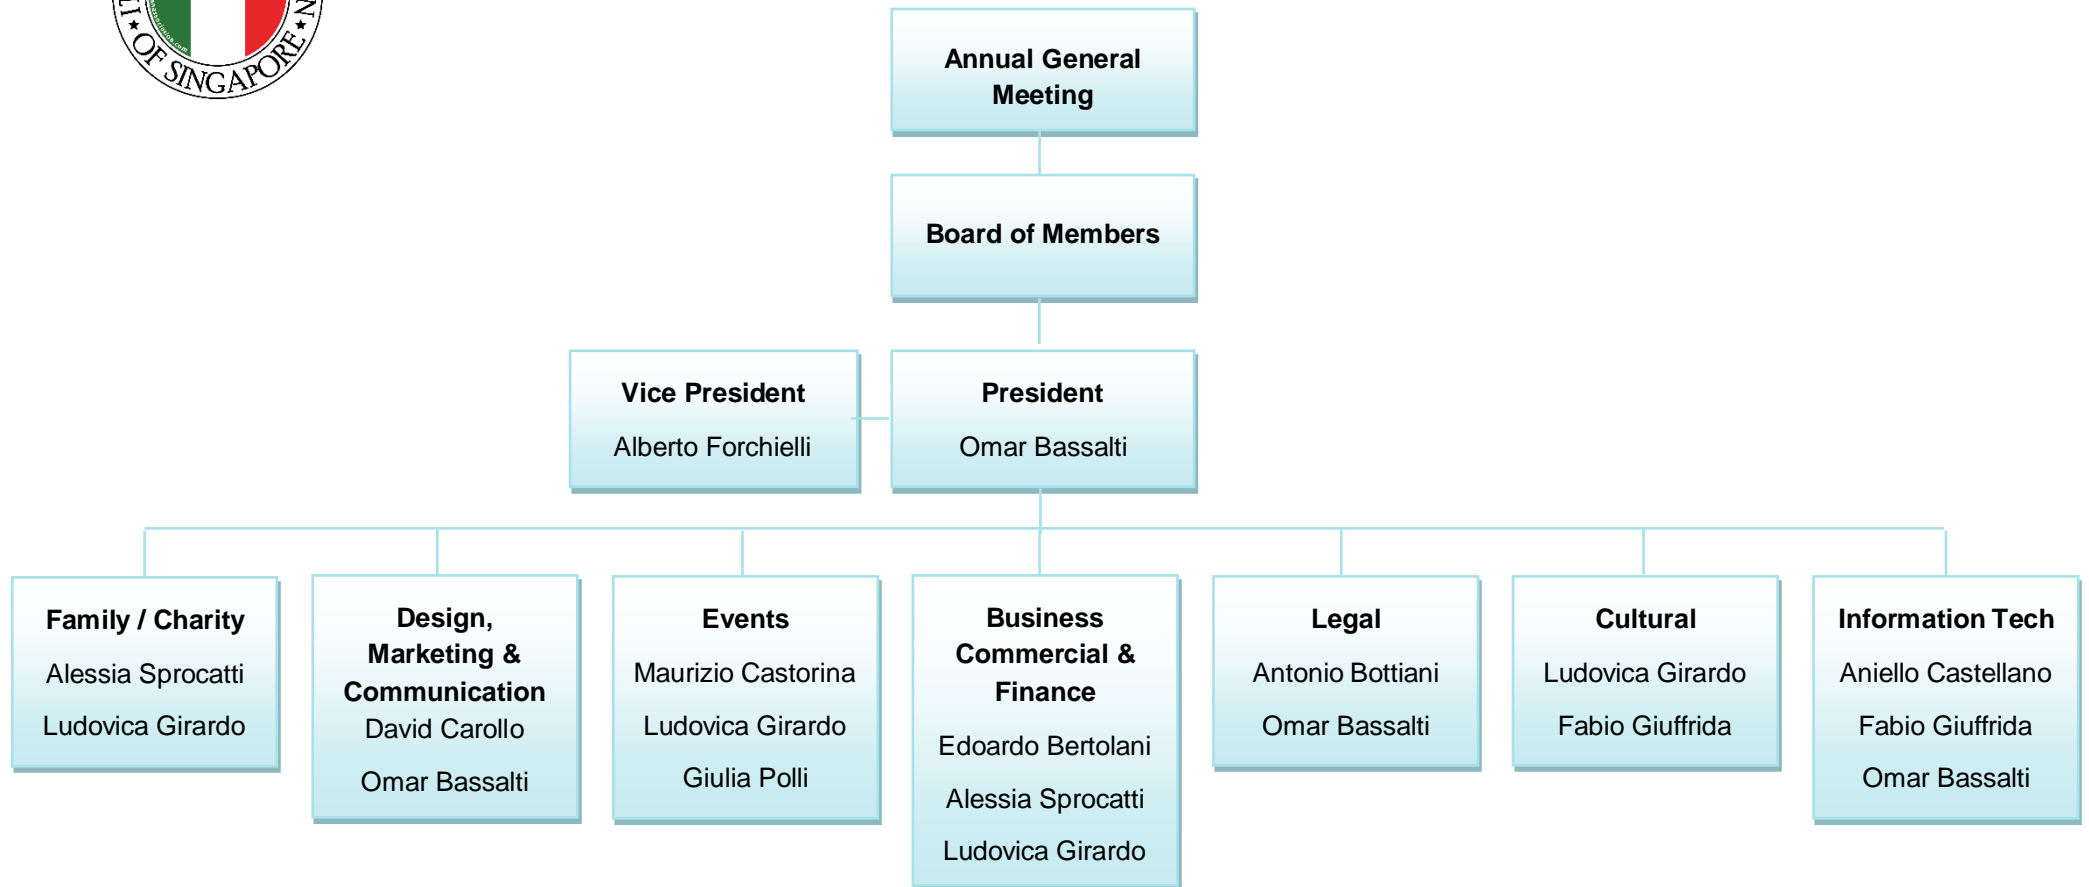 OF SINGAPORE
Annual General
Meeting
Board of Members
Vice President
Alberto Forchielli
President
Omar Bassalti
Family / Charity
Alessia Sprocatti
Ludovica Girardo
Design,
Marketing &
Communication
David Carollo
Omar Bassalti
Events
Maurizio Castorina
Ludovica Girardo
Giulia Polli
Business
Commercial &
Finance
Edoardo Bertolani
Alessia Sprocatti
Ludovica Girardo
Legal
Antonio Bottiani
Omar Bassalti
Cultural
Ludovica Girardo
Fabio Giuffrida
Information Tech
Aniello Castellano
Fabio Giuffrida
Omar Bassalti